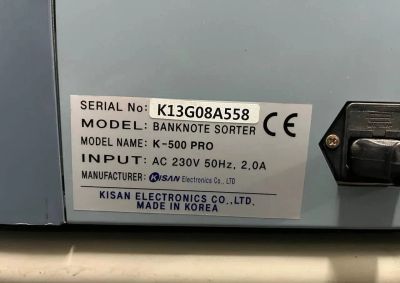 SERIAL No: K13G08A558
MODEL: BANKNOTE SORTER CE
MODEL NAME: K-500 PRO
INPUT: AC 230V 50Hz, 2.0A
MANUFACTURER: KISAN Electronics Co., LTD
KISAN ELECTRONICS CO.,LTD.
MADE IN KOREA